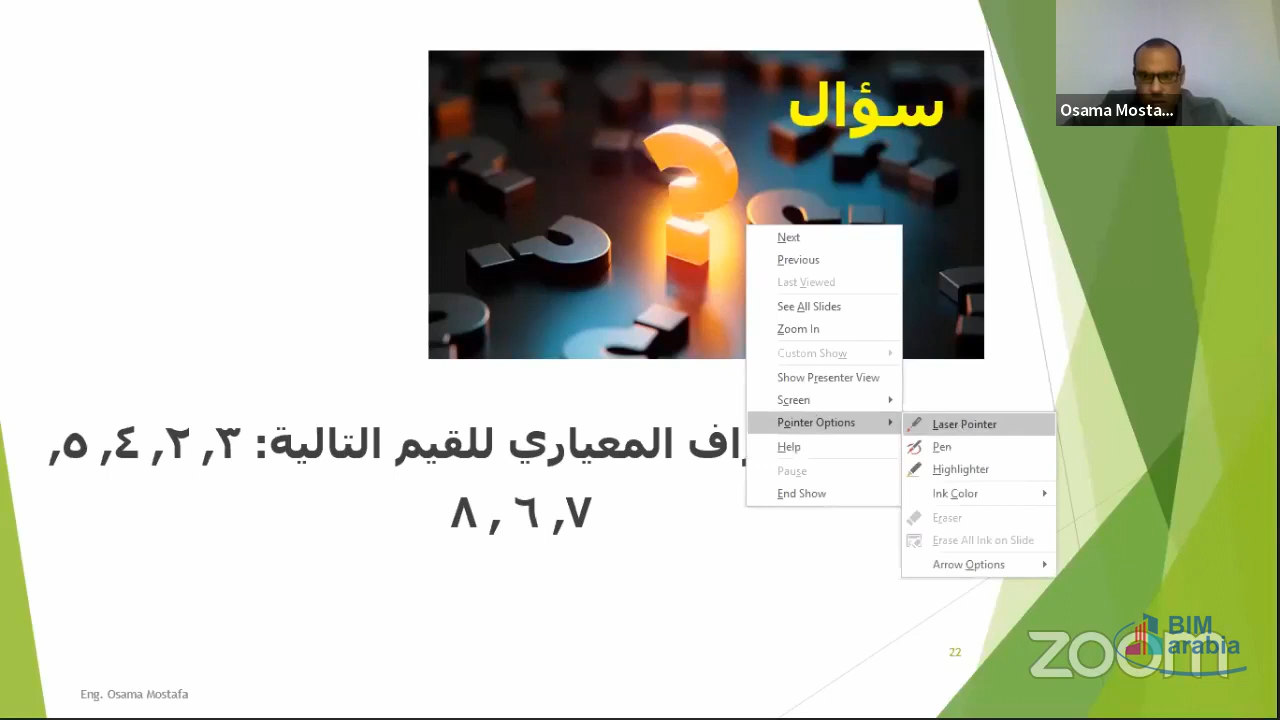 سؤال
Osama Mosta...
Next
Previous
Last Viewed
See All Slides
Zoom In
Custom Show
Show Presenter View
Screen
Pointer Options
Help
Pause
End Show
Laser Pointer
Pen
Highlighter
Ink Color
Eraser
Erase All Ink on Slide
Arrow Options
المعياري للقيم التالية: ٣, ٢, ٤, ٥,
٧, ٦ , ٨
22
zoom
BIM
arabia
Eng. Osama Mostafa